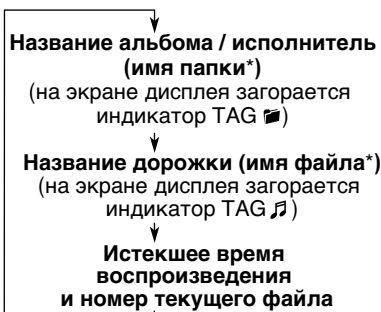 Название альбома / исполнитель
(имя папки*)
(на экране дисплея загорается
индикатор TAG)
Название дорожки (имя файла*)
(на экране дисплея загорается
индикатор TAG)
Истекшее время
воспроизведения
и номер текущего файла